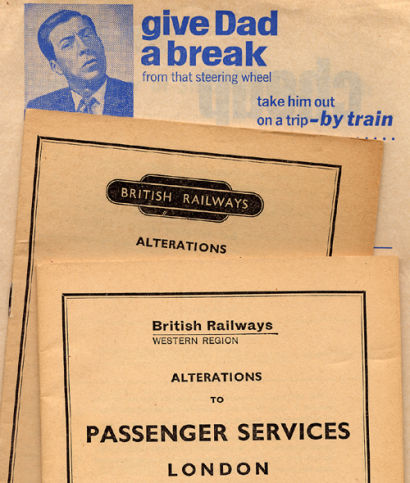 give Dad
a break
from that steering wheel
take him out
on a trip – by train
BRITISH RAILWAYS
ALTERATIONS
British Railways
WESTERN REGION
ALTERATIONS
TO
PASSENGER SERVICES
LONDON